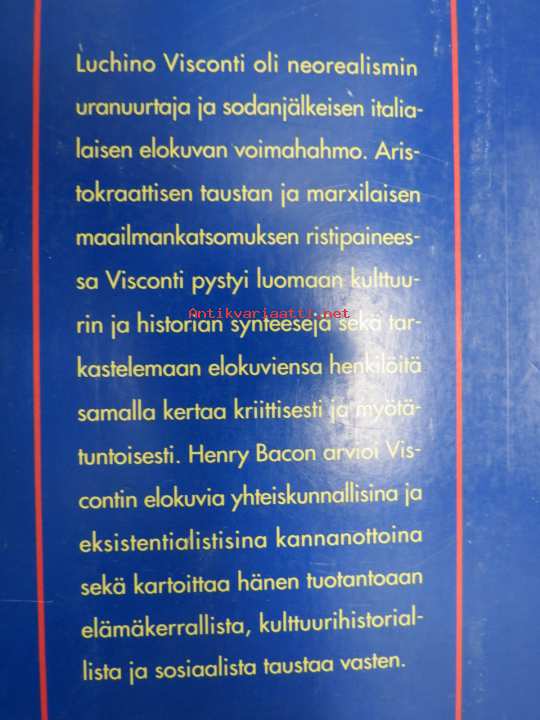 Luchino Visconti oli neorealismin
uranuurtaja ja sodanjälkeisen italia-
laisen elokuvan voimahahmo. Aris-
tokraattisen taustan ja marxilaisen
maailmankatsomuksen ristipainees-
sa Visconti pystyi luomaan kulttuu-
Antikvariaatti.net
rin ja historian synteesejä sekä tar-
kastelemaan elokuviensa henkilöitä
samalla kertaa kriittisesti ja myötä-
tuntoisesti. Henry Bacon arvioi Vis-
contin elokuvia yhteiskunnallisina ja
eksistentialistisina kannanottoina
sekä kartoittaa hänen tuotantoaan
elämäkerrallista, kulttuurihistorial-
lista ja sosiaalista taustaa vasten.